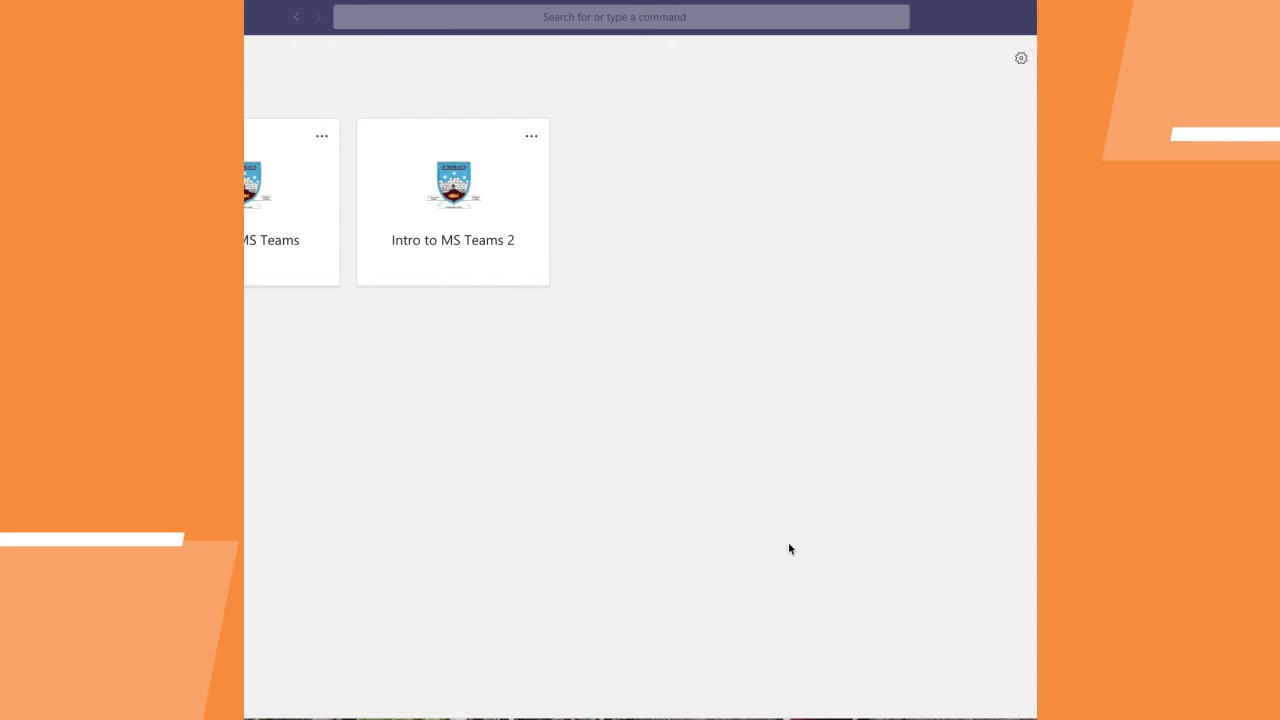 Search for or type a command
MS Teams
Intro to MS Teams 2